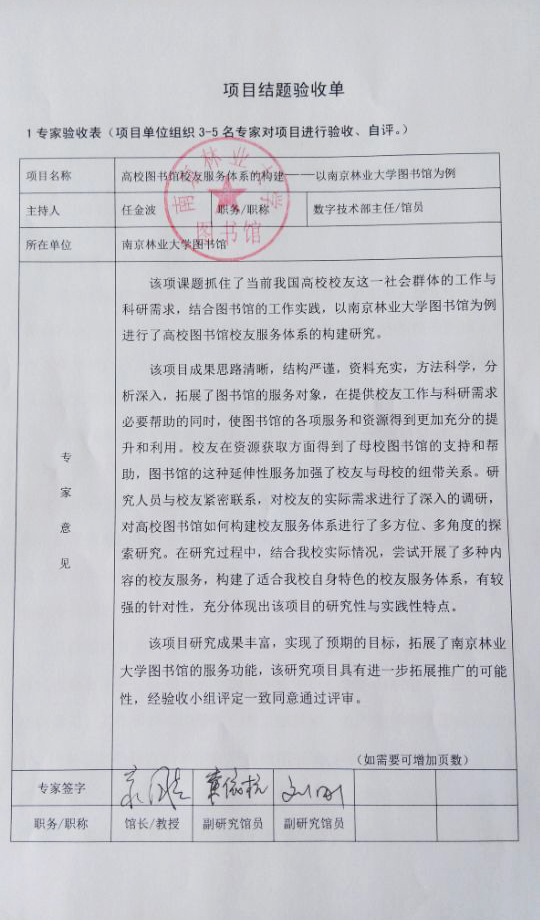 项目结题验收单
1 专家验收表（项目单位组织 3-5 名专家对项目进行验收、自评。）
项目名称 高校图书馆校友服务体系的构建——以南京林业大学图书馆为例
主持人 任金波 职务/职称 数字技术部主任/馆员
所在单位 南京林业大学图书馆
南京林业大学
图书馆
专家意见
该项课题抓住了当前我国高校校友这一社会群体的工作与
科研需求，结合图书馆的工作实践，以南京林业大学图书馆为例
进行了高校图书馆校友服务体系的构建研究。
该项目成果思路清晰，结构严谨，资料充实，方法科学，分
析深入，拓展了图书馆的服务对象，在提供校友工作与科研需求
必要帮助的同时，使图书馆的各项服务和资源得到更加充分的提
升和利用。校友在资源获取方面得到了母校图书馆的支持和帮
助，图书馆的这种延伸性服务加强了校友与母校的纽带关系。研
究人员与校友紧密联系，对校友的实际需求进行了深入的调研，
对高校图书馆如何构建校友服务体系进行了多方位、多角度的探
索研究。在研究过程中，结合我校实际情况，尝试开展了多种内
容的校友服务，构建了适合我校自身特色的校友服务体系，有较
强的针对性，充分体现出该项目的研究性与实践性特点。
该项目研究成果丰富，实现了预期的目标，拓展了南京林业
大学图书馆的服务功能，该研究项目具有进一步拓展推广的可能
性，经验收小组评定一致同意通过评审。
（如需要可增加页数）
专家签字 刘刚
职务/职称 馆长/教授 副研究馆员 副研究馆员